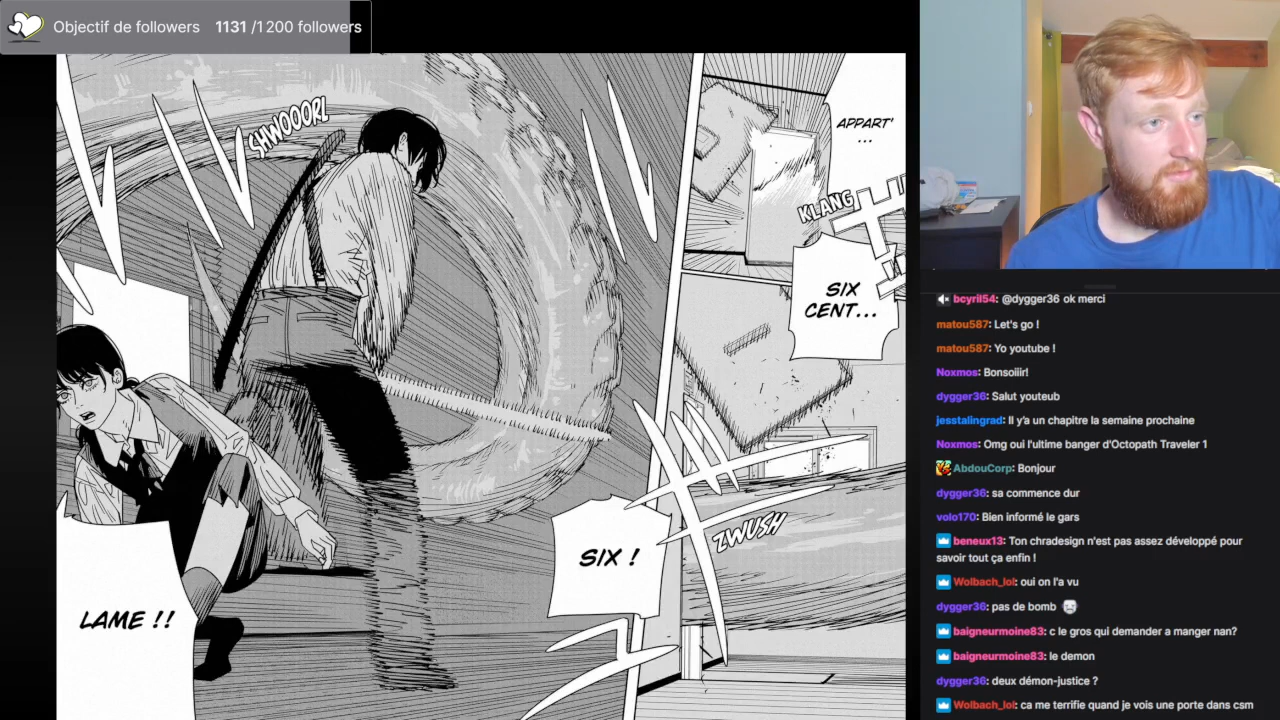 Objectif de followers 1131 /1 200 followers
SHWOOORL
APPART'
...
KLANG
SIX
CENT...
ZWUSH
SIX !
LAME !!
bcyril54: @dygger36 ok merci
matou587: Let's go !
matou587: Yo youtube !
Noxmos: Bonsoiiir!
dygger36: Salut youteub
jesstalingrad: Il y'a un chapitre la semaine prochaine
Noxmos: Omg oui l'ultime banger d'Octopath Traveler 1
AbdouCorp: Bonjour
dygger36: sa commence dur
volo170: Bien informé le gars
beneux13: Ton chradesign n'est pas assez développé pour
savoir tout ça enfin !
Wolbach_lol: oui on l'a vu
dygger36: pas de bomb
baigneurmoine83: c le gros qui demander a manger nan?
baigneurmoine83: le demon
dygger36: deux démon-justice ?
Wolbach_lol: ca me terrifie quand je vois une porte dans csm